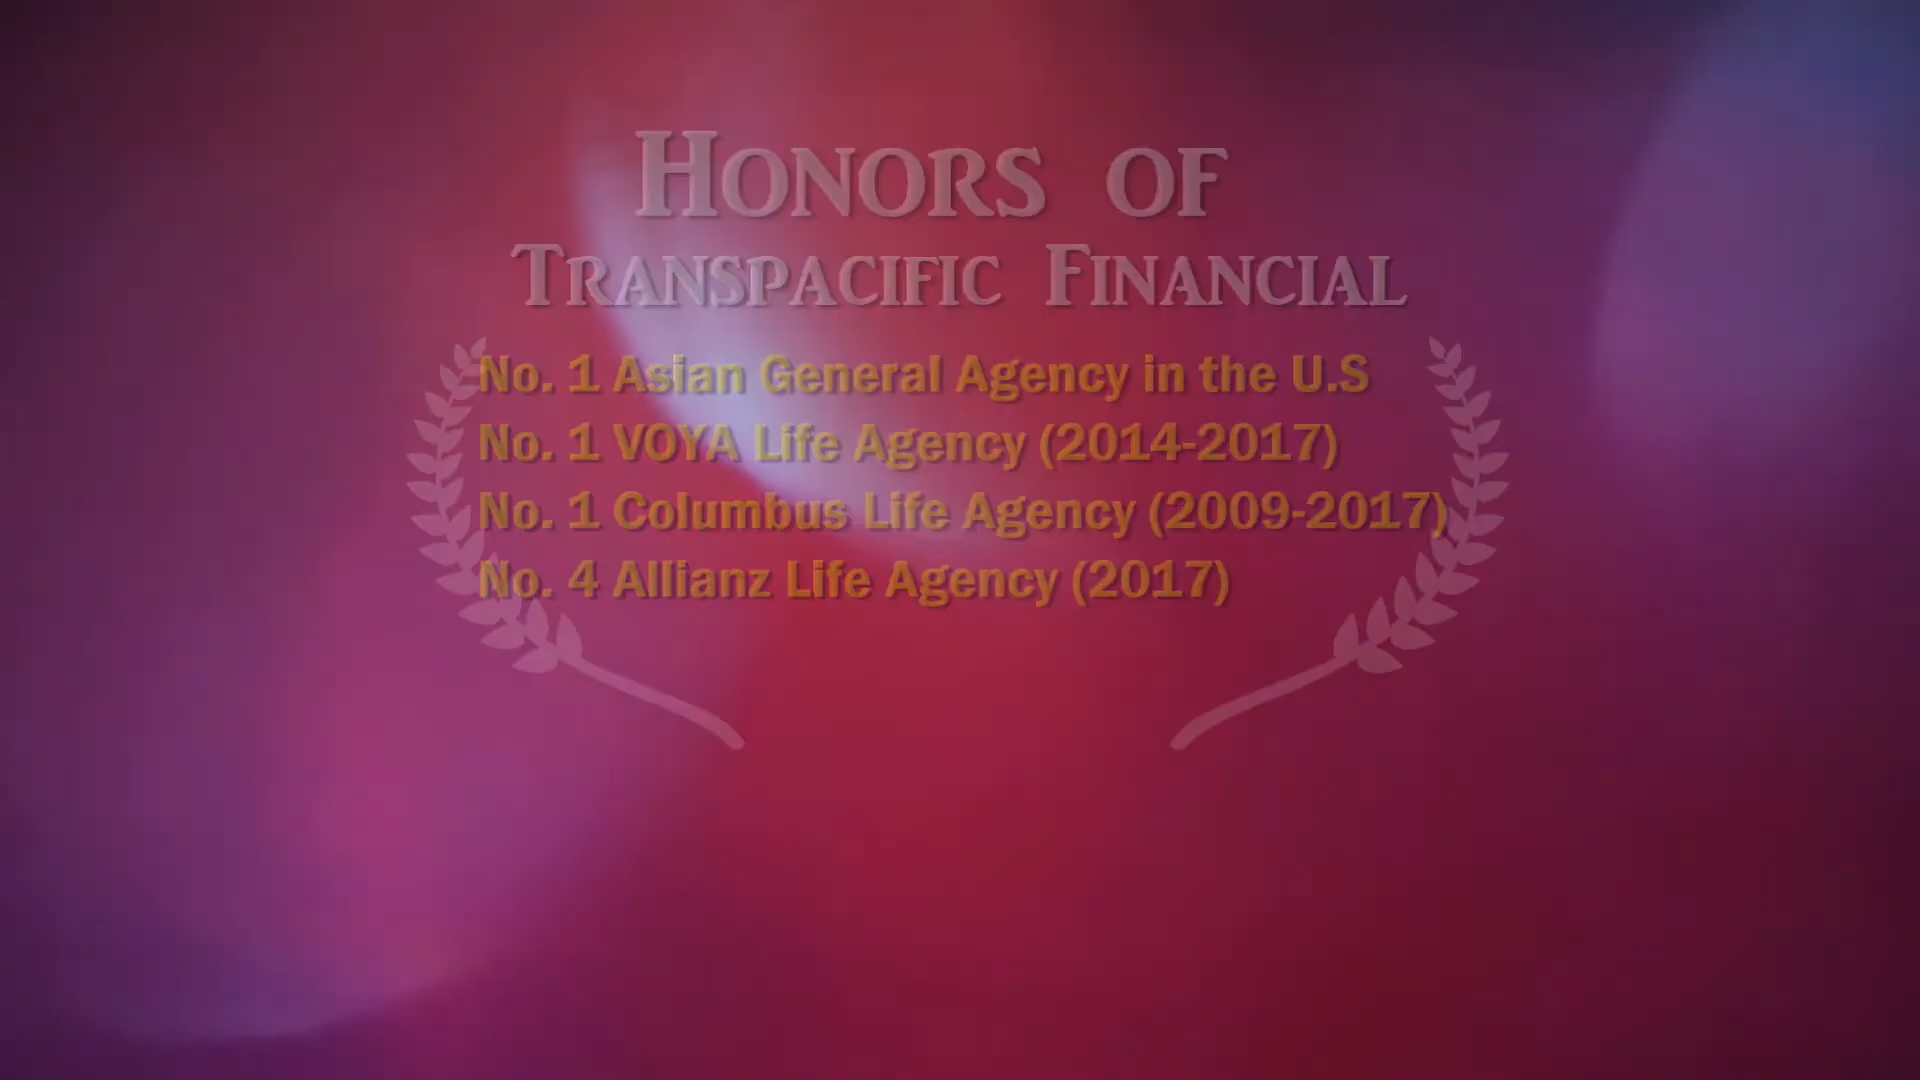 Honors of
Transpacific Financial
No. 1 Asian General Agency in the U.S
No. 1 VOYA Life Agency (2014-2017)
No. 1 Columbus Life Agency (2009-2017)
No. 4 Allianz Life Agency (2017)